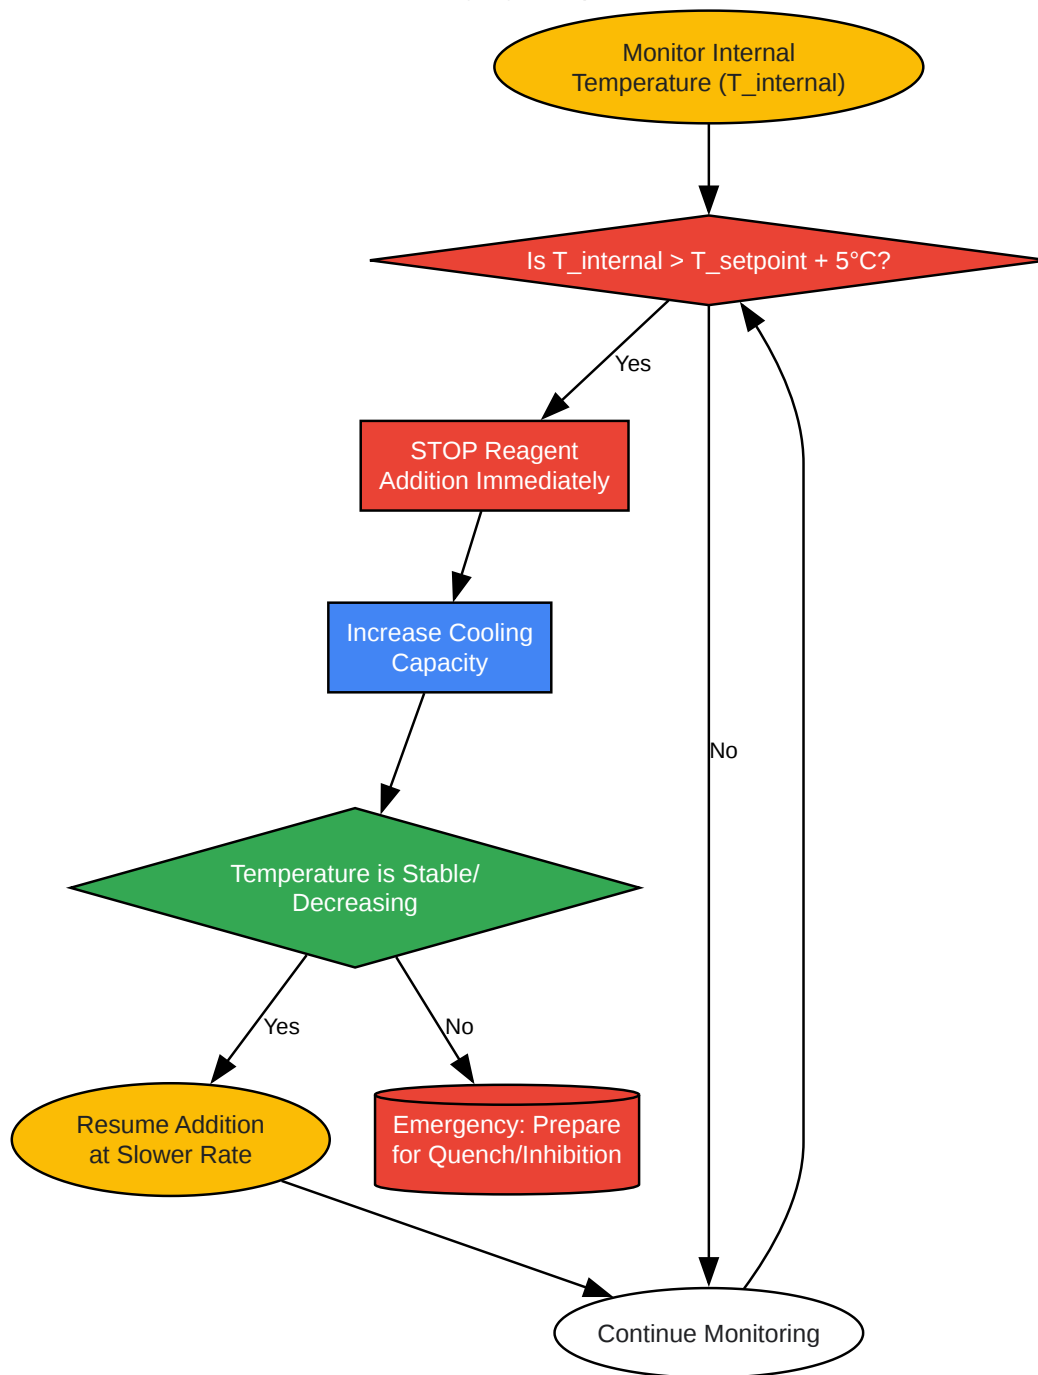 Monitor Internal
Temperature (T_internal)
Is T_internal > T_setpoint + 5°C?
Yes
STOP Reagent
Addition Immediately
Increase Cooling
Capacity
No
Temperature is Stable/
Decreasing
Yes
No
Resume Addition
at Slower Rate
Emergency: Prepare
for Quench/Inhibition
Continue Monitoring